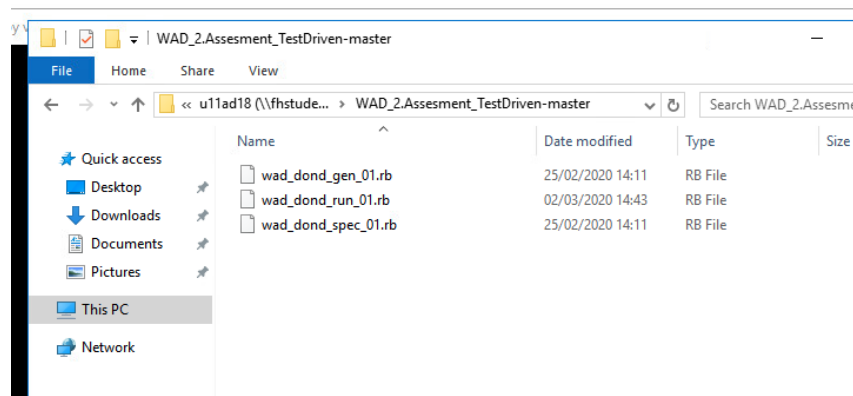 WAD_2.Assesment_TestDriven-master
File Home Share View
« u11ad18 (\\fhstude... › WAD_2.Assesment_TestDriven-master Search WAD_2.Assesme
Name Date modified Type Size
Quick access
wad_dond_gen_01.rb 25/02/2020 14:11 RB File
Desktop
wad_dond_run_01.rb 02/03/2020 14:43 RB File
Downloads
wad_dond_spec_01.rb 25/02/2020 14:11 RB File
Documents
Pictures
This PC
Network